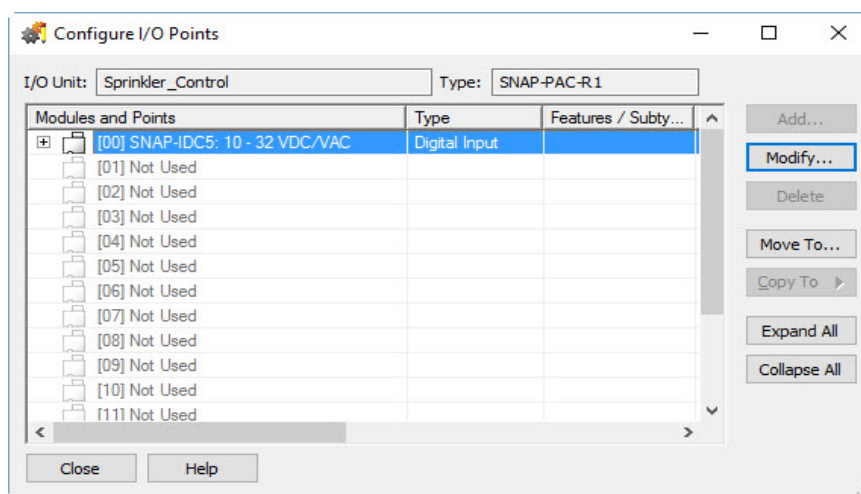 Configure I/O Points
I/O Unit: Sprinkler_Control Type: SNAP-PAC-R1
Modules and Points Type Features / Subty...
[00] SNAP-IDC5: 10 - 32 VDC/VAC Digital Input
[01] Not Used
[02] Not Used
[03] Not Used
[04] Not Used
[05] Not Used
[06] Not Used
[07] Not Used
[08] Not Used
[09] Not Used
[10] Not Used
[11] Not Used
Add...
Modify...
Delete
Move To...
Copy To
Expand All
Collapse All
Close Help